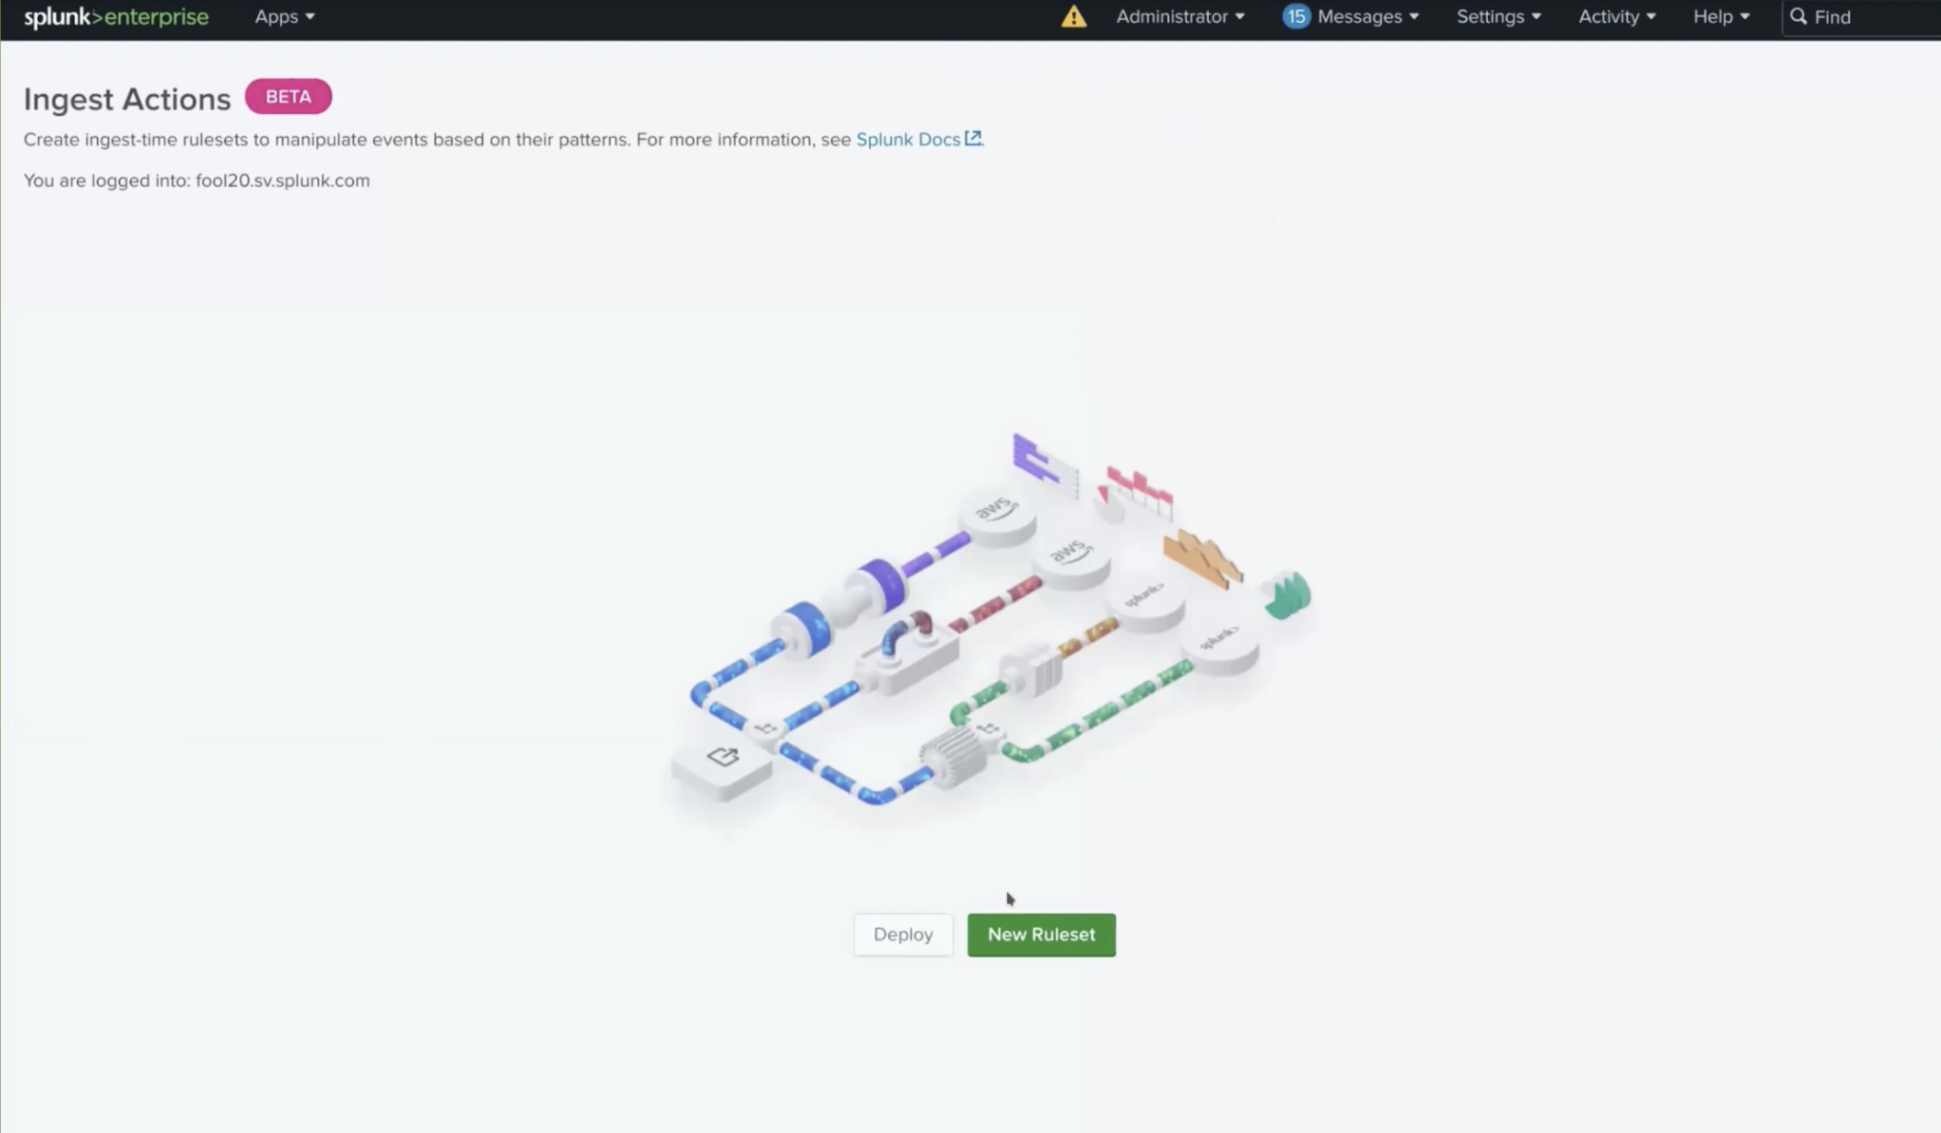 splunk>enterprise Apps Administrator 15 Messages Settings Activity Help Find
Ingest Actions BETA
Create ingest-time rulesets to manipulate events based on their patterns. For more information, see Splunk Docs.
You are logged into: fool20.sv.splunk.com
aws
aws
splunk>
splunk>
Deploy New Ruleset